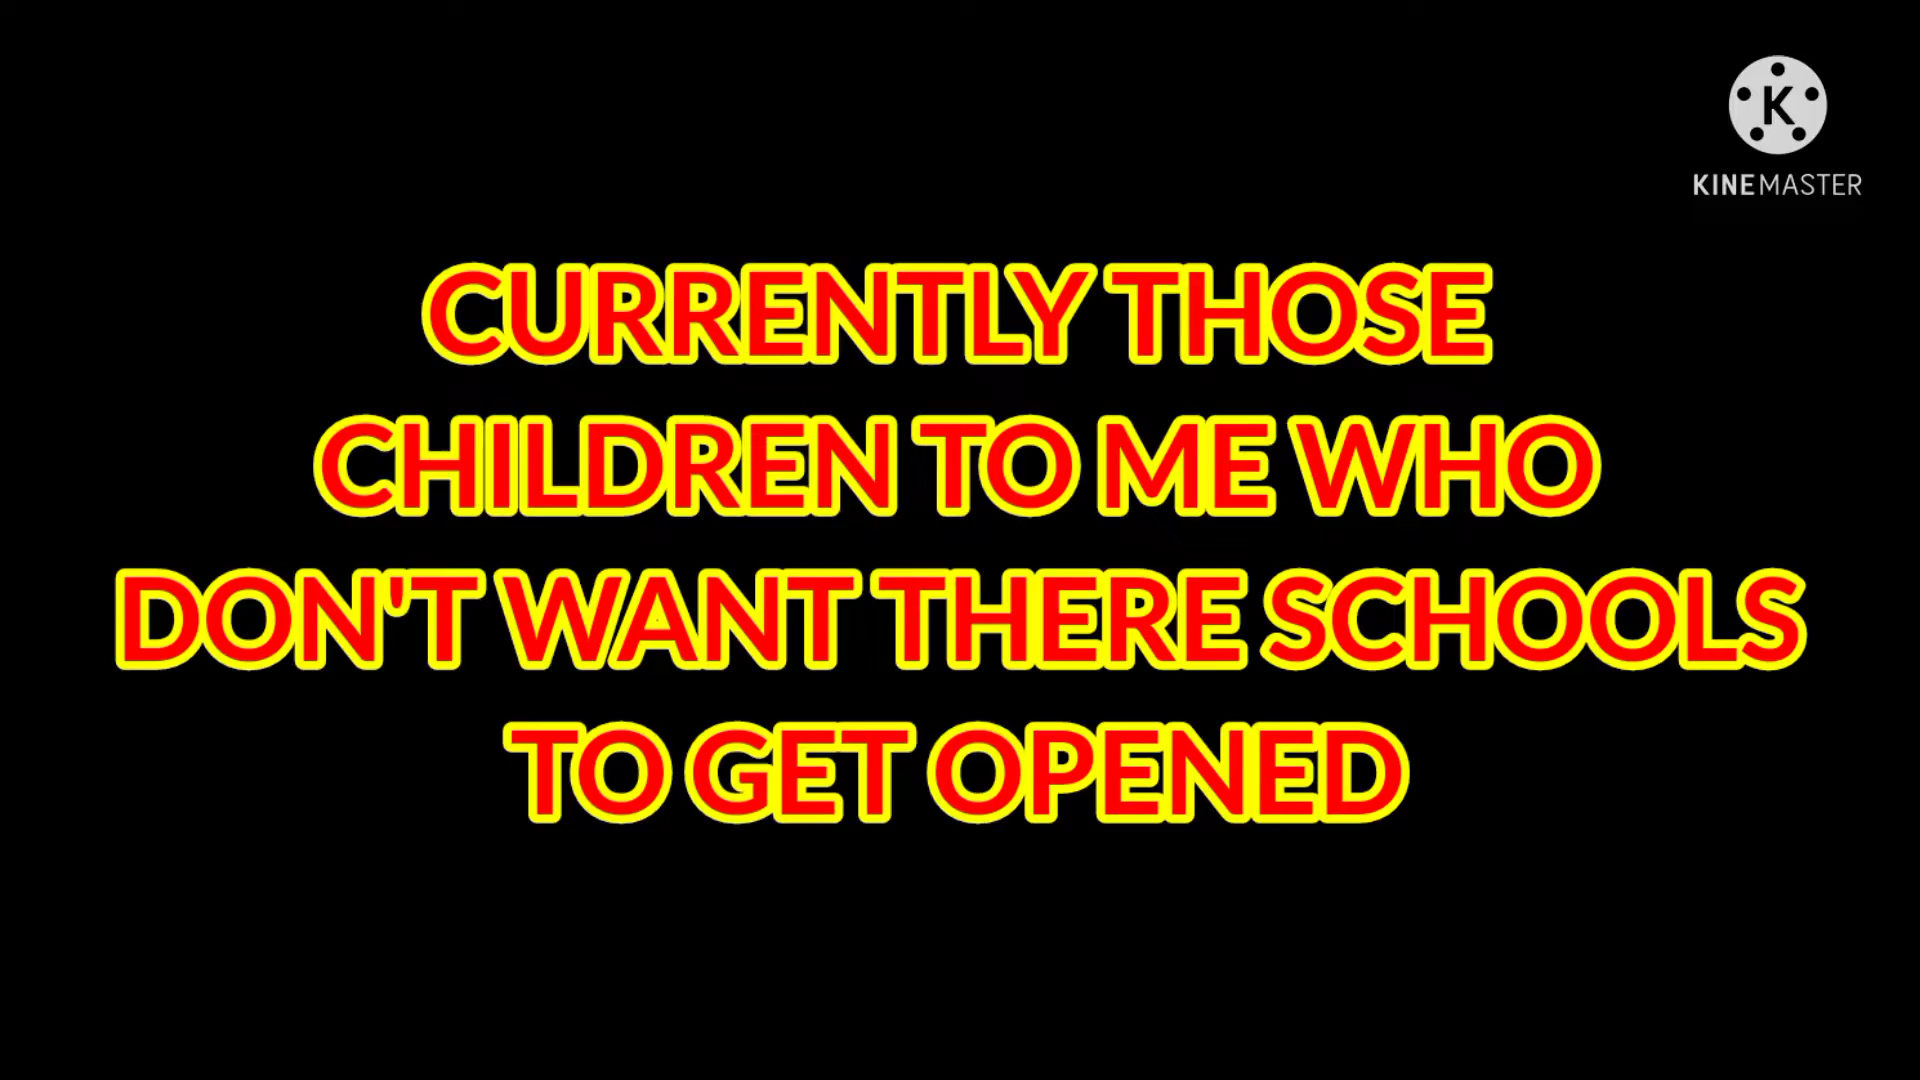 K
KINEMASTER
CURRENTLY THOSE
CHILDREN TO ME WHO
DON'T WANT THERE SCHOOLS
TO GET OPENED